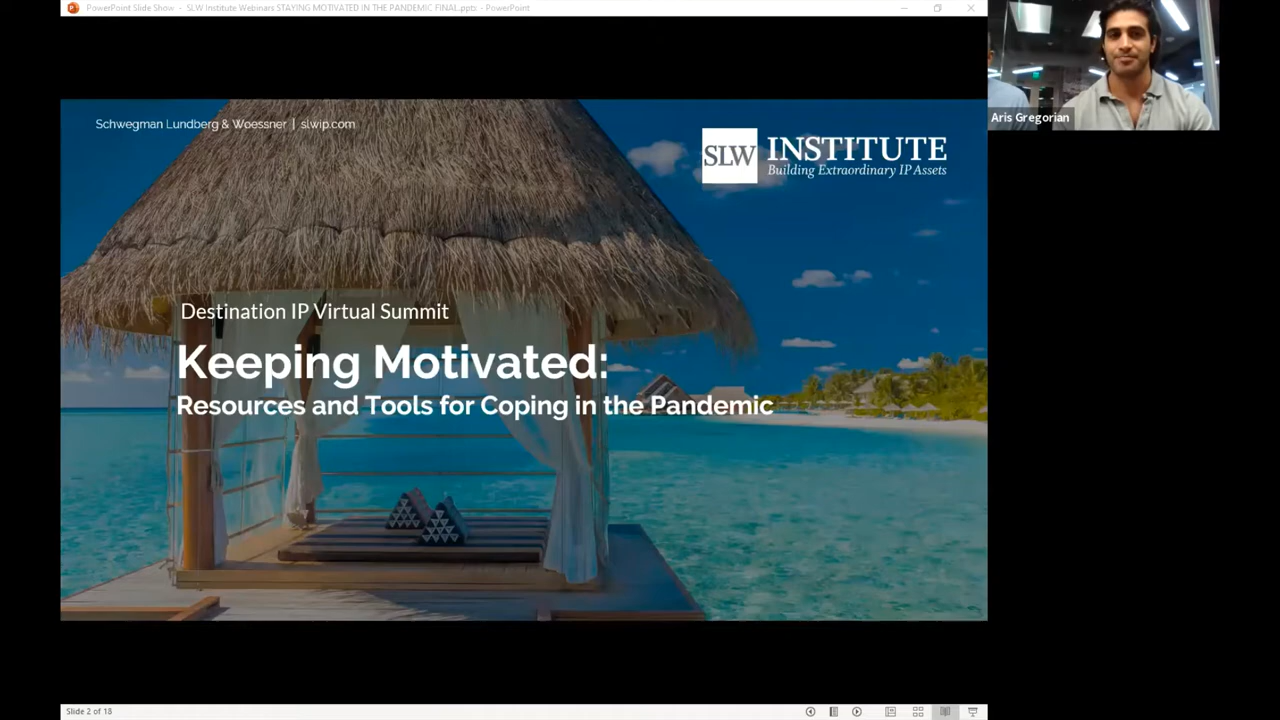 PowerPoint Slide Show - SLW Institute Webinars STAYING MOTIVATED IN THE PANDEMIC FINAL.pptx - PowerPoint
Schwegman Lundberg & Woessner | slwip.com
SLW INSTITUTE
Building Extraordinary IP Assets
Aris Gregorian
Destination IP Virtual Summit
Keeping Motivated:
Resources and Tools for Coping in the Pandemic
Slide 2 of 13